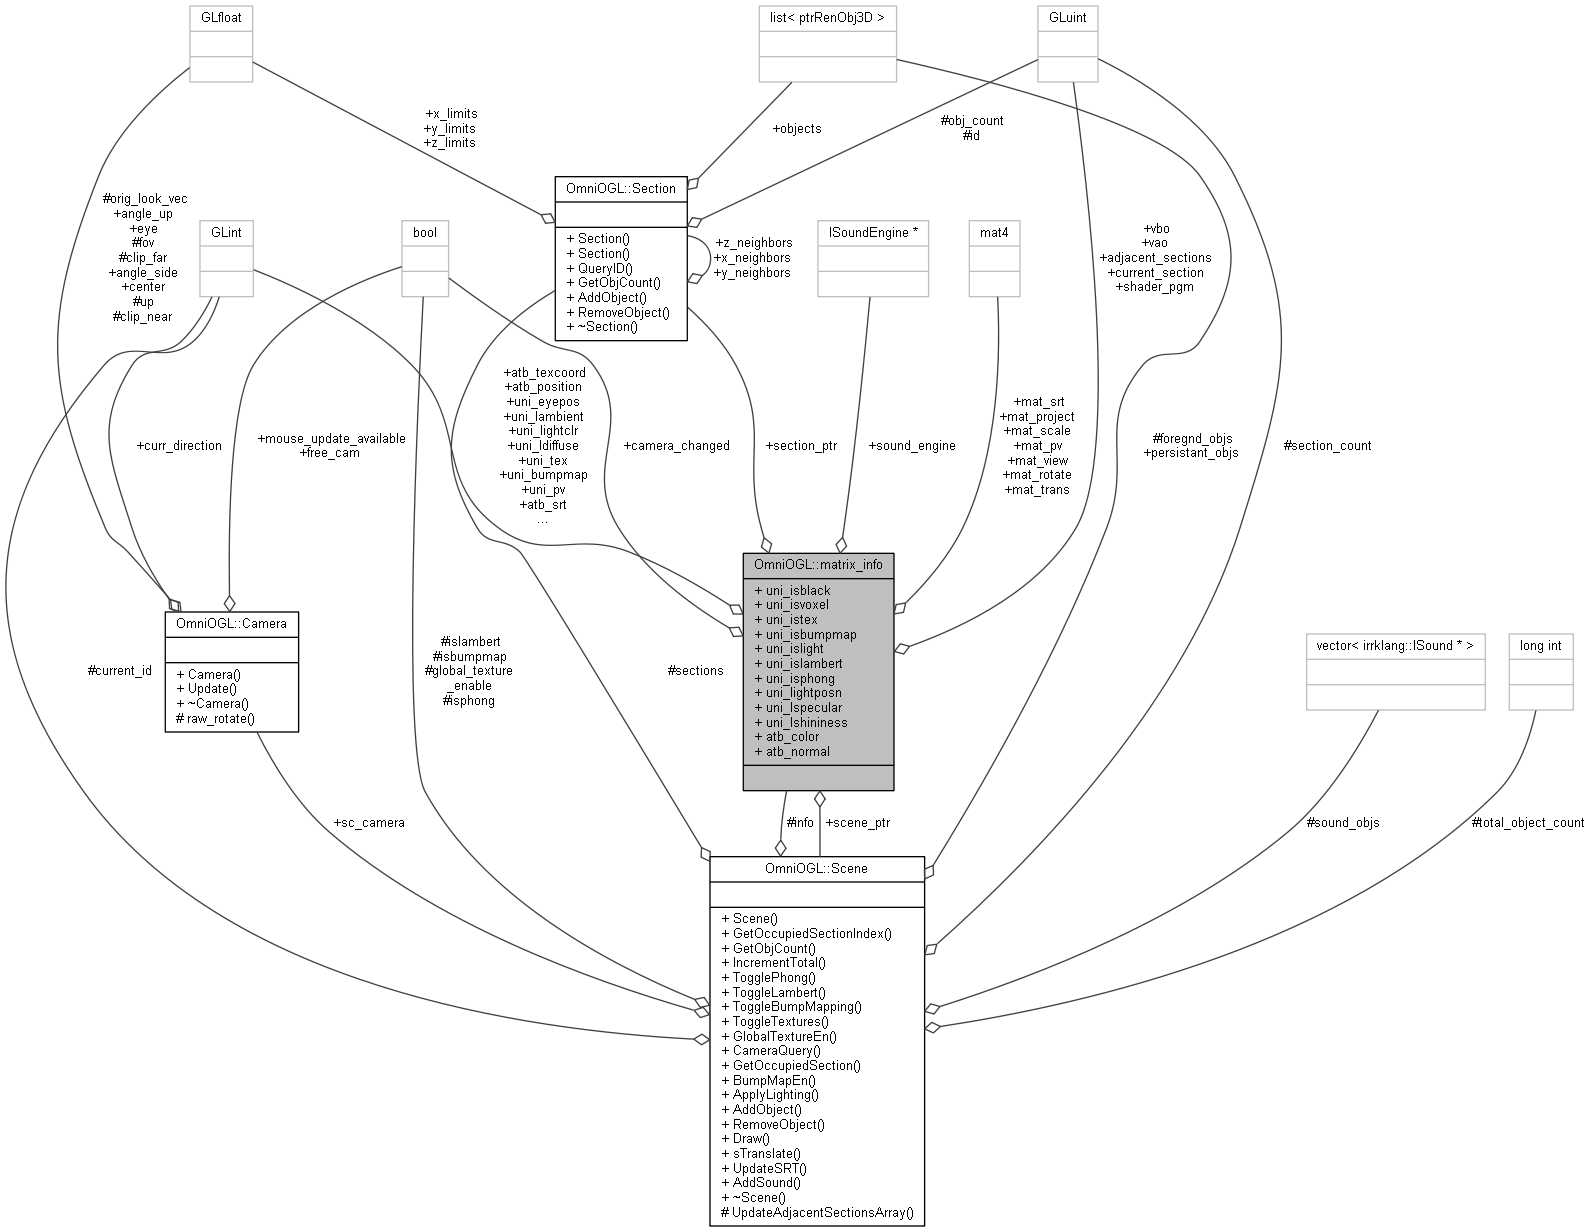 GLfloat
list< ptrRenObj3D >
GLuint
+x_limits
+y_limits
+z_limits
+objects
#obj_count
#id
OmniOGL::Section
+ Section()
+ Section()
+ QueryID()
+ GetObjCount()
+ AddObject()
+ RemoveObject()
+ ~Section()
+z_neighbors
+x_neighbors
+y_neighbors
#orig_look_vec
+angle_up
+eye
#fov
#clip_far
+angle_side
+center
#up
#clip_near
GLint
bool
ISoundEngine *
mat4
+vbo
+vao
+adjacent_sections
+current_section
+shader_pgm
+atb_texcoord
+atb_position
+uni_eyepos
+uni_lambient
+uni_lightclr
+uni_ldiffuse
+uni_tex
+uni_bumpmap
+uni_pv
+atb_srt
...
+curr_direction
+mouse_update_available
+free_cam
+camera_changed
+section_ptr
+sound_engine
+mat_srt
+mat_project
+mat_scale
+mat_pv
+mat_view
+mat_rotate
+mat_trans
#foregnd_objs
+persistant_objs
#section_count
OmniOGL::matrix_info
+ uni_isblack
+ uni_isvoxel
+ uni_istex
+ uni_isbumpmap
+ uni_islight
+ uni_islambert
+ uni_isphong
+ uni_lightposn
+ uni_lspecular
+ uni_lshininess
+ atb_color
+ atb_normal
OmniOGL::Camera
+ Camera()
+ Update()
+ ~Camera()
# raw_rotate()
#current_id
#islambert
#isbumpmap
#global_texture
_enable
#isphong
#sections
vector< irrklang::ISound * >
long int
+sc_camera
#info
+scene_ptr
#sound_objs
#total_object_count
OmniOGL::Scene
+ Scene()
+ GetOccupiedSectionIndex()
+ GetObjCount()
+ IncrementTotal()
+ TogglePhong()
+ ToggleLambert()
+ ToggleBumpMapping()
+ ToggleTextures()
+ GlobalTextureEn()
+ CameraQuery()
+ GetOccupiedSection()
+ BumpMapEn()
+ ApplyLighting()
+ AddObject()
+ RemoveObject()
+ Draw()
+ sTranslate()
+ UpdateSRT()
+ AddSound()
+ ~Scene()
# UpdateAdjacentSectionsArray()